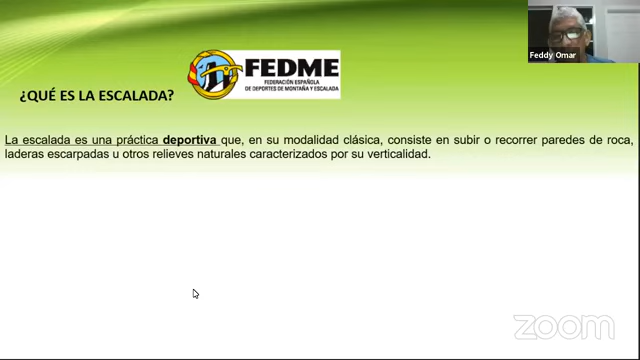 Feddy Omar
FEDME
FEDERACIÓN ESPAÑOLA
DE DEPORTES DE MONTAÑA Y ESCALADA
¿QUÉ ES LA ESCALADA?
La escalada es una práctica deportiva que, en su modalidad clásica, consiste en subir o recorrer paredes de roca,
laderas escarpadas u otros relieves naturales caracterizados por su verticalidad.
zoom